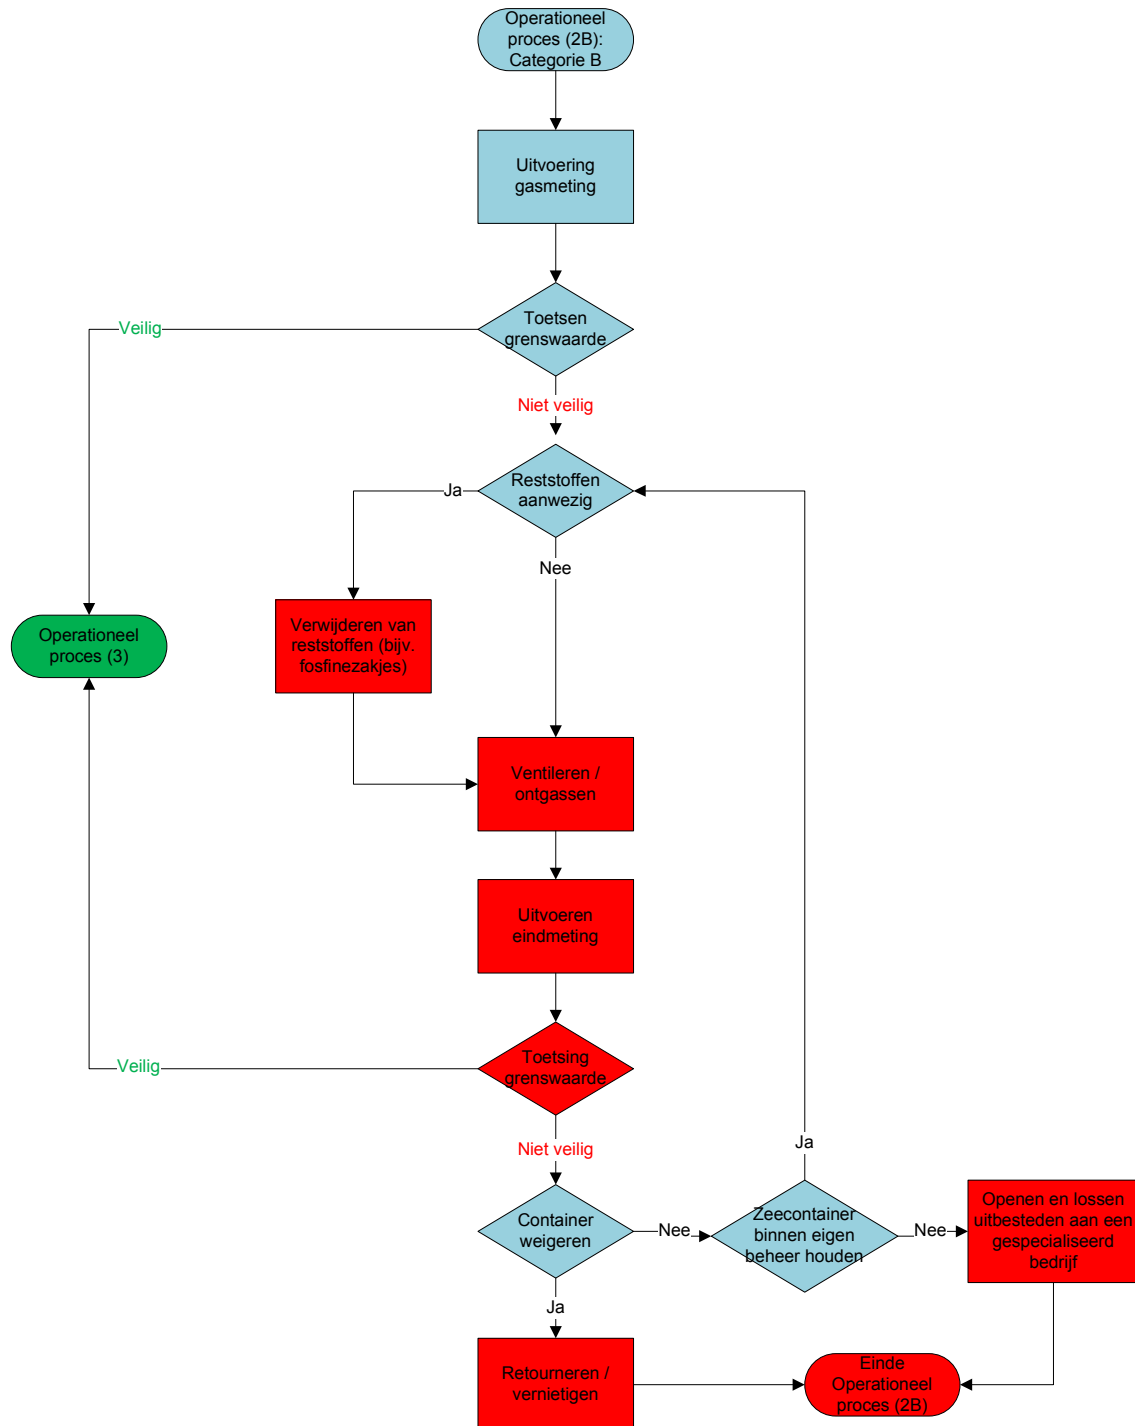 Operationeel
proces (2B):
Categorie B
Uitvoering
gasmeting
Toetsen
grenswaarde
Veilig
Niet veilig
Reststoffen
aanwezig
Ja
Nee
Verwijderen van
reststoffen (bijv.
fosfinezakjes)
Operationeel
proces (3)
Ventileren /
ontgassen
Uitvoeren
eindmeting
Toetsing
grenswaarde
Veilig
Niet veilig
Ja
Container
weigeren
Nee
Zeecontainer
binnen eigen
beheer houden
Nee
Openen en lossen
uitbesteden aan een
gespecialiseerd
bedrijf
Ja
Retourneren /
vernietigen
Einde
Operationeel
proces (2B)